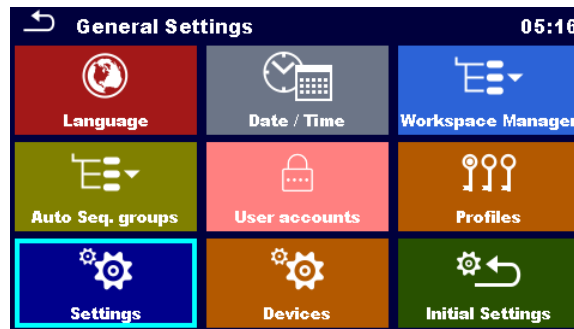 General Settings 05:16
Language
Date / Time
Workspace Manager
Auto Seq. groups
User accounts
Profiles
Settings
Devices
Initial Settings